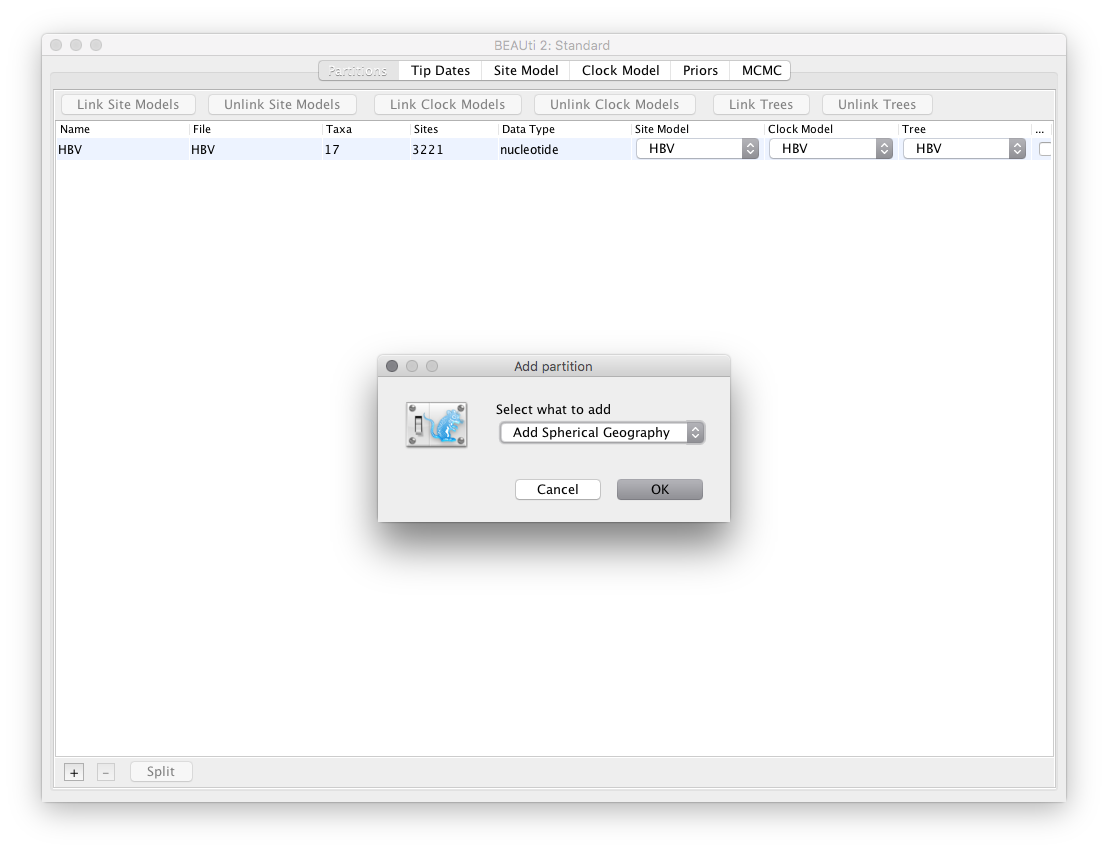 BEAUti 2: Standard
Partitions Tip Dates Site Model Clock Model Priors MCMC
Link Site Models Unlink Site Models Link Clock Models Unlink Clock Models Link Trees Unlink Trees
Name File Taxa Sites Data Type Site Model Clock Model Tree ...
HBV HBV 17 3221 nucleotide HBV HBV HBV
Add partition
Select what to add
Add Spherical Geography
Cancel OK
+ - Split